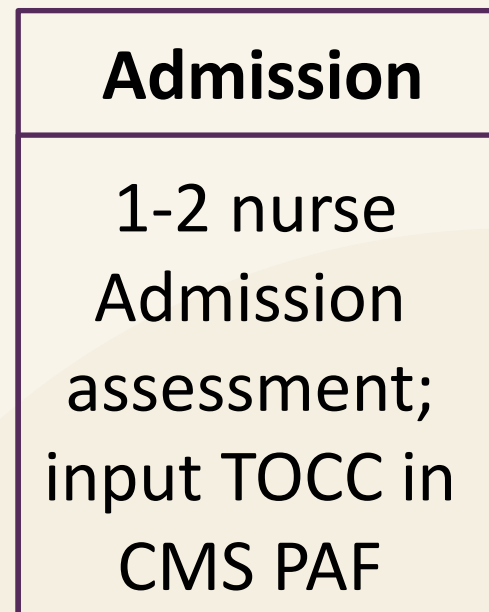 Admission
1-2 nurse
Admission
assessment;
input TOCC in
CMS PAF